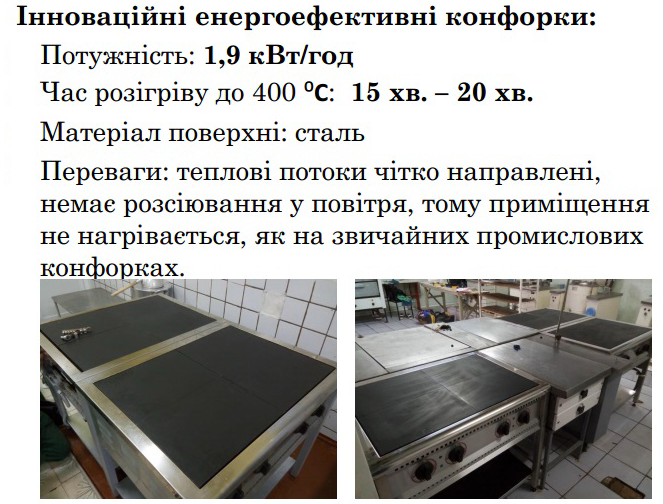 Інноваційні енергоефективні конфорки:
Потужність: 1,9 кВт/год
Час розігріву до 400 ⁰С: 15 хв. – 20 хв.
Матеріал поверхні: сталь
Переваги: теплові потоки чітко направлені,
немає розсіювання у повітря, тому приміщення
не нагрівається, як на звичайних промислових
конфорках.